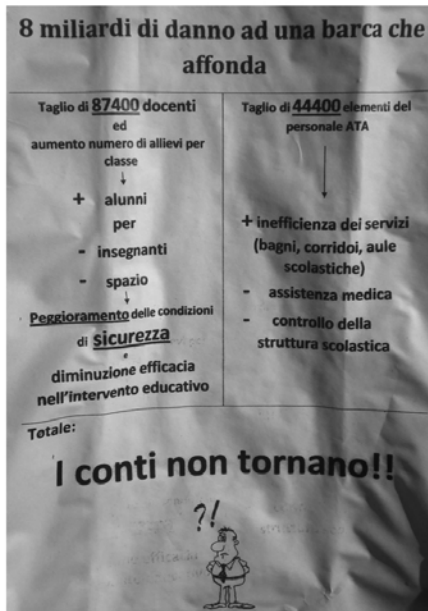 8 miliardi di danno ad una barca che
affonda
Taglio di 87400 docenti
ed
aumento numero di allievi per
classe
+ alunni
per
- insegnanti
- spazio
Peggioramento delle condizioni
di sicurezza
e
diminuzione efficacia
nell'intervento educativo
Taglio di 44400 elementi del
personale ATA
+ inefficienza dei servizi
(bagni, corridoi, aule
scolastiche)
- assistenza medica
- controllo della
struttura scolastica
Totale:
I conti non tornano!!
?!